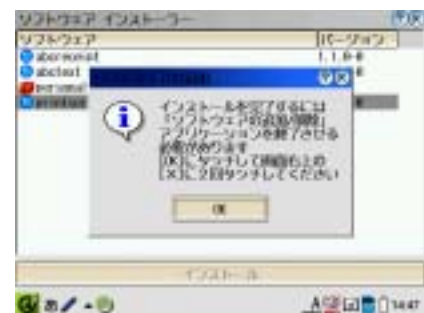 ソフトウェア インストーラー
ソフトウェア
バージョン
1.1.0-0
abctest
インストールを完了するには
「ソフトウェアの追加/削除」
アプリケーションを終了させる
必要があります
[OK]にタッチして画面右上の
[×]に2回タッチしてください
OK
インストール
あ
A
14:47